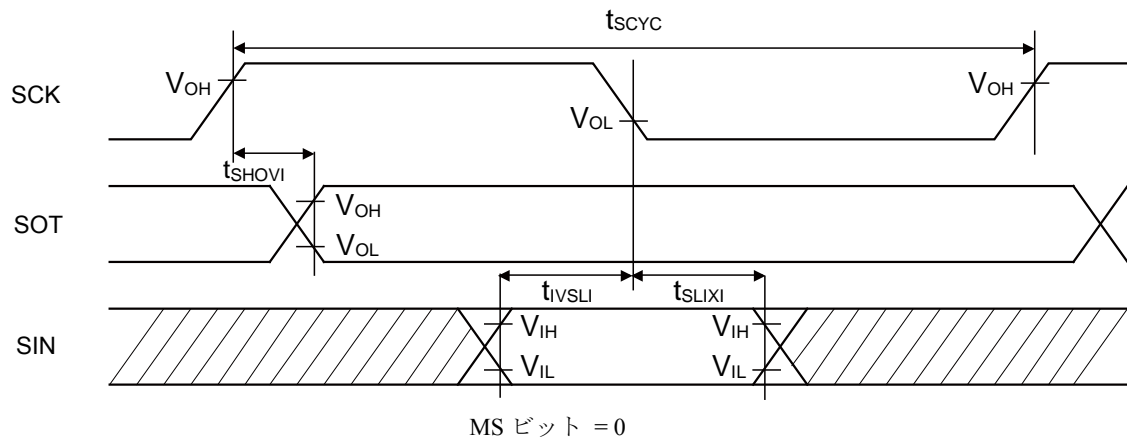 tSCYC
SCK
VOH
VOL
VOH
tSHOVI
SOT
VOH
VOL
tIVSLI
tSLIXI
SIN
VIH
VIH
VIL
VIL
MS ビット = 0